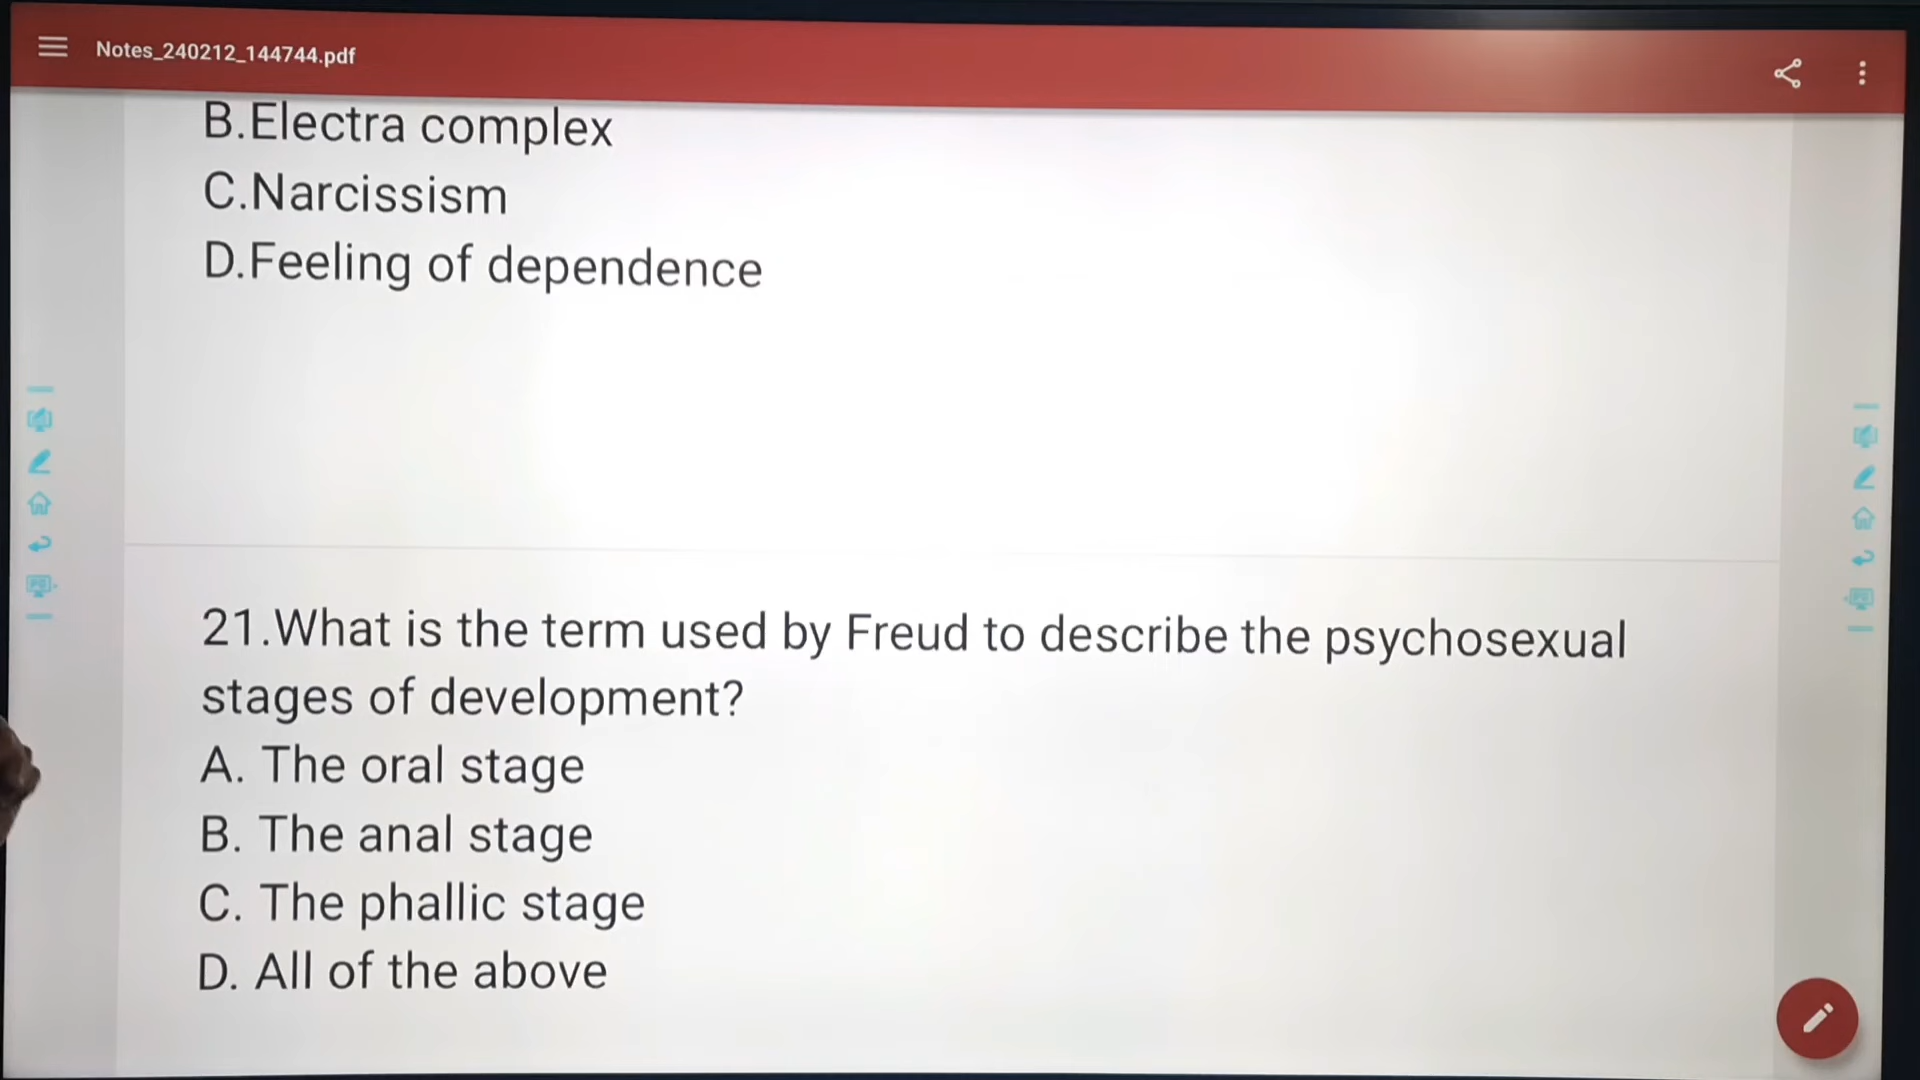 Notes_240212_144744.pdf
B.Electra complex
C.Narcissism
D.Feeling of dependence
21.What is the term used by Freud to describe the psychosexual
stages of development?
A. The oral stage
B. The anal stage
C. The phallic stage
D. All of the above